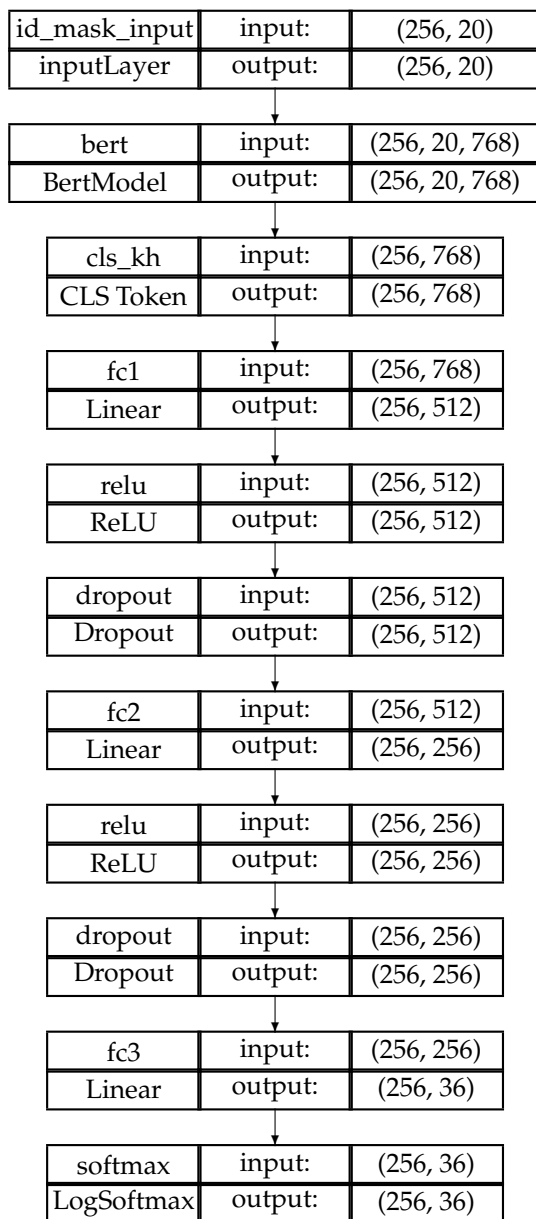 id_mask_input input: (256, 20)
inputLayer output: (256, 20)
bert input: (256, 20, 768)
BertModel output: (256, 20, 768)
cls_kh input: (256, 768)
CLS Token output: (256, 768)
fc1 input: (256, 768)
Linear output: (256, 512)
relu input: (256, 512)
ReLU output: (256, 512)
dropout input: (256, 512)
Dropout output: (256, 512)
fc2 input: (256, 512)
Linear output: (256, 256)
relu input: (256, 256)
ReLU output: (256, 256)
dropout input: (256, 256)
Dropout output: (256, 256)
fc3 input: (256, 256)
Linear output: (256, 36)
softmax input: (256, 36)
LogSoftmax output: (256, 36)